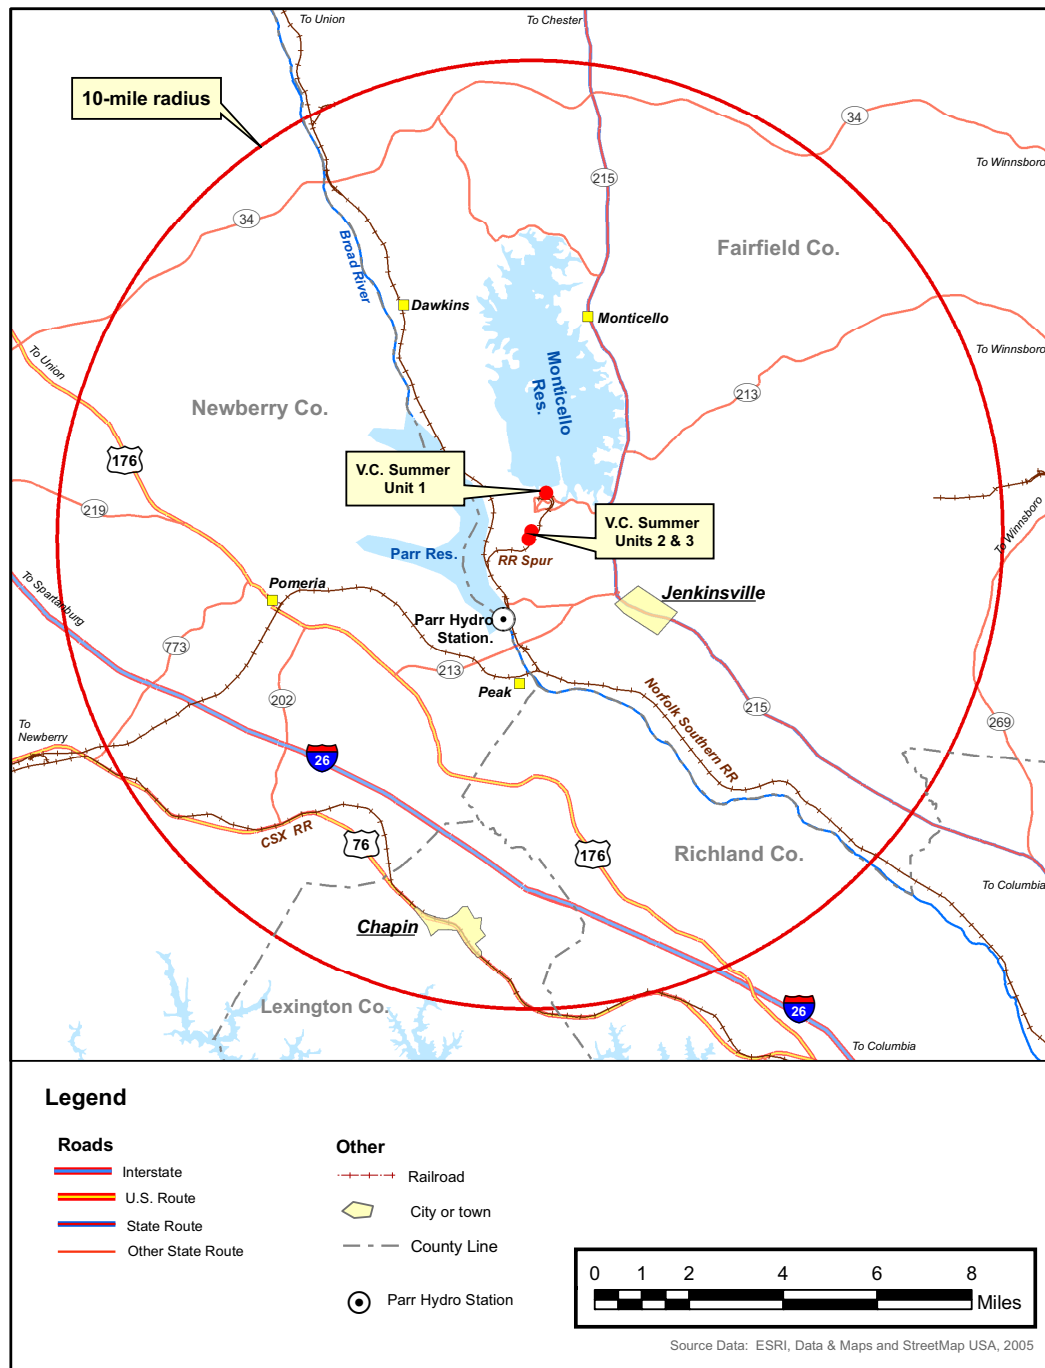 To Union
To Chester
10-mile radius
34
To Winnsboro
215
34
Fairfield Co.
Broad River
Dawkins
Monticello
To Union
To Winnsboro
Monticello
Res.
213
Newberry Co.
176
V.C. Summer
Unit 1
219
V.C. Summer
Units 2 & 3
To Winnsboro
Parr Res.
RR Spur
To Spartanburg
Pomeria
Jenkinsville
Parr Hydro
Station.
773
213
202
Peak
Norfolk Southern RR
215
269
To
Newberry
26
CSX RR
76
176
Richland Co.
To Columbia
Chapin
Lexington Co.
26
To Columbia
Legend
Roads
Interstate
U.S. Route
State Route
Other State Route
Other
Railroad
City or town
County Line
Parr Hydro Station
0 1 2 4 6 8
Miles
Source Data: ESRI, Data & Maps and StreetMap USA, 2005